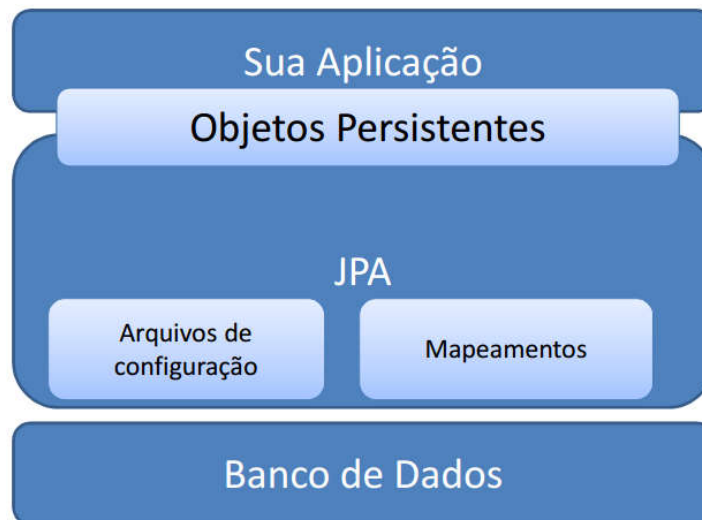 Sua Aplicação
Objetos Persistentes
JPA
Arquivos de
configuração
Mapeamentos
Banco de Dados